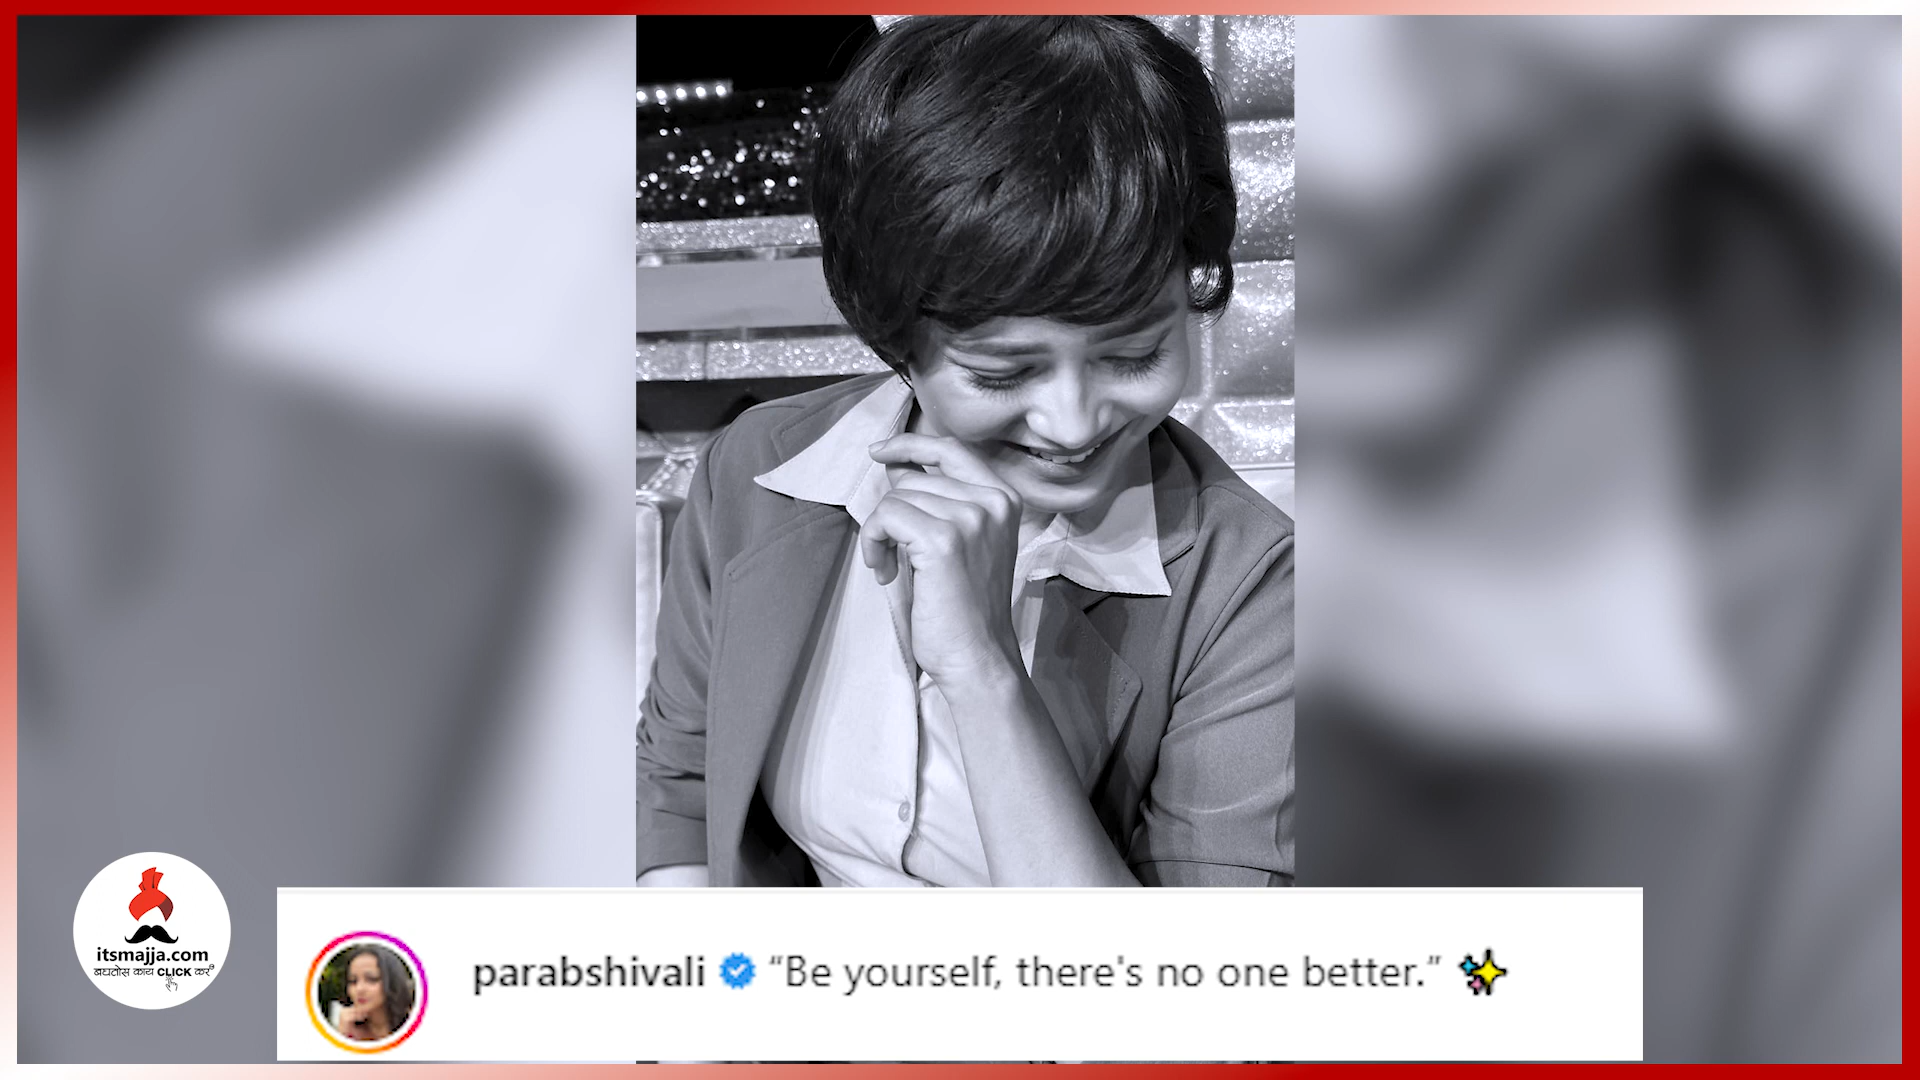 itsmajja.com
बघतोस काय CLICK कर
parabshivali “Be yourself, there's no one better.” ✨